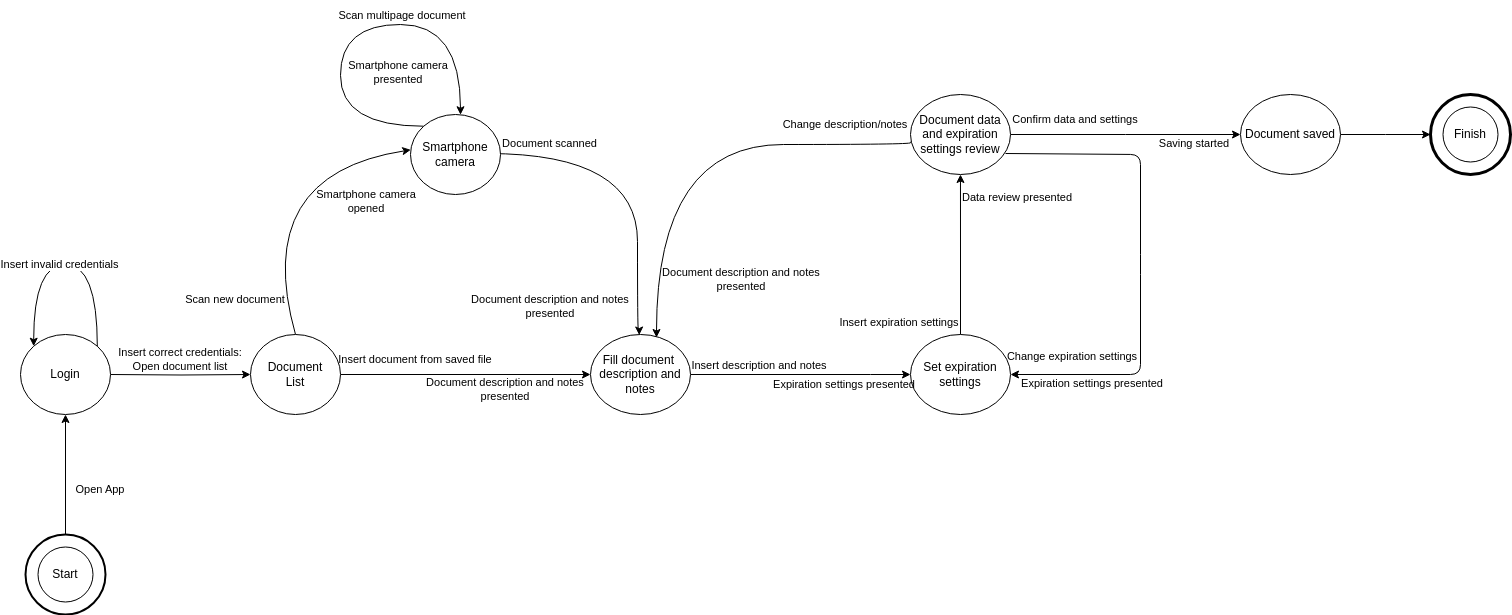 Scan multipage document
Smartphone camera
presented
Smartphone
camera
Document scanned
Smartphone camera
opened
Change description/notes
Document data
and expiration
settings review
Confirm data and settings
Saving started
Document saved
Finish
Data review presented
Insert invalid credentials
Scan new document
Document description and notes
presented
Document description and notes
presented
Insert expiration settings
Login
Insert correct credentials:
Open document list
Document
List
Insert document from saved file
Document description and notes
presented
Fill document
description and
notes
Insert description and notes
Expiration settings presented
Set expiration
settings
Change expiration settings
Expiration settings presented
Open App
Start